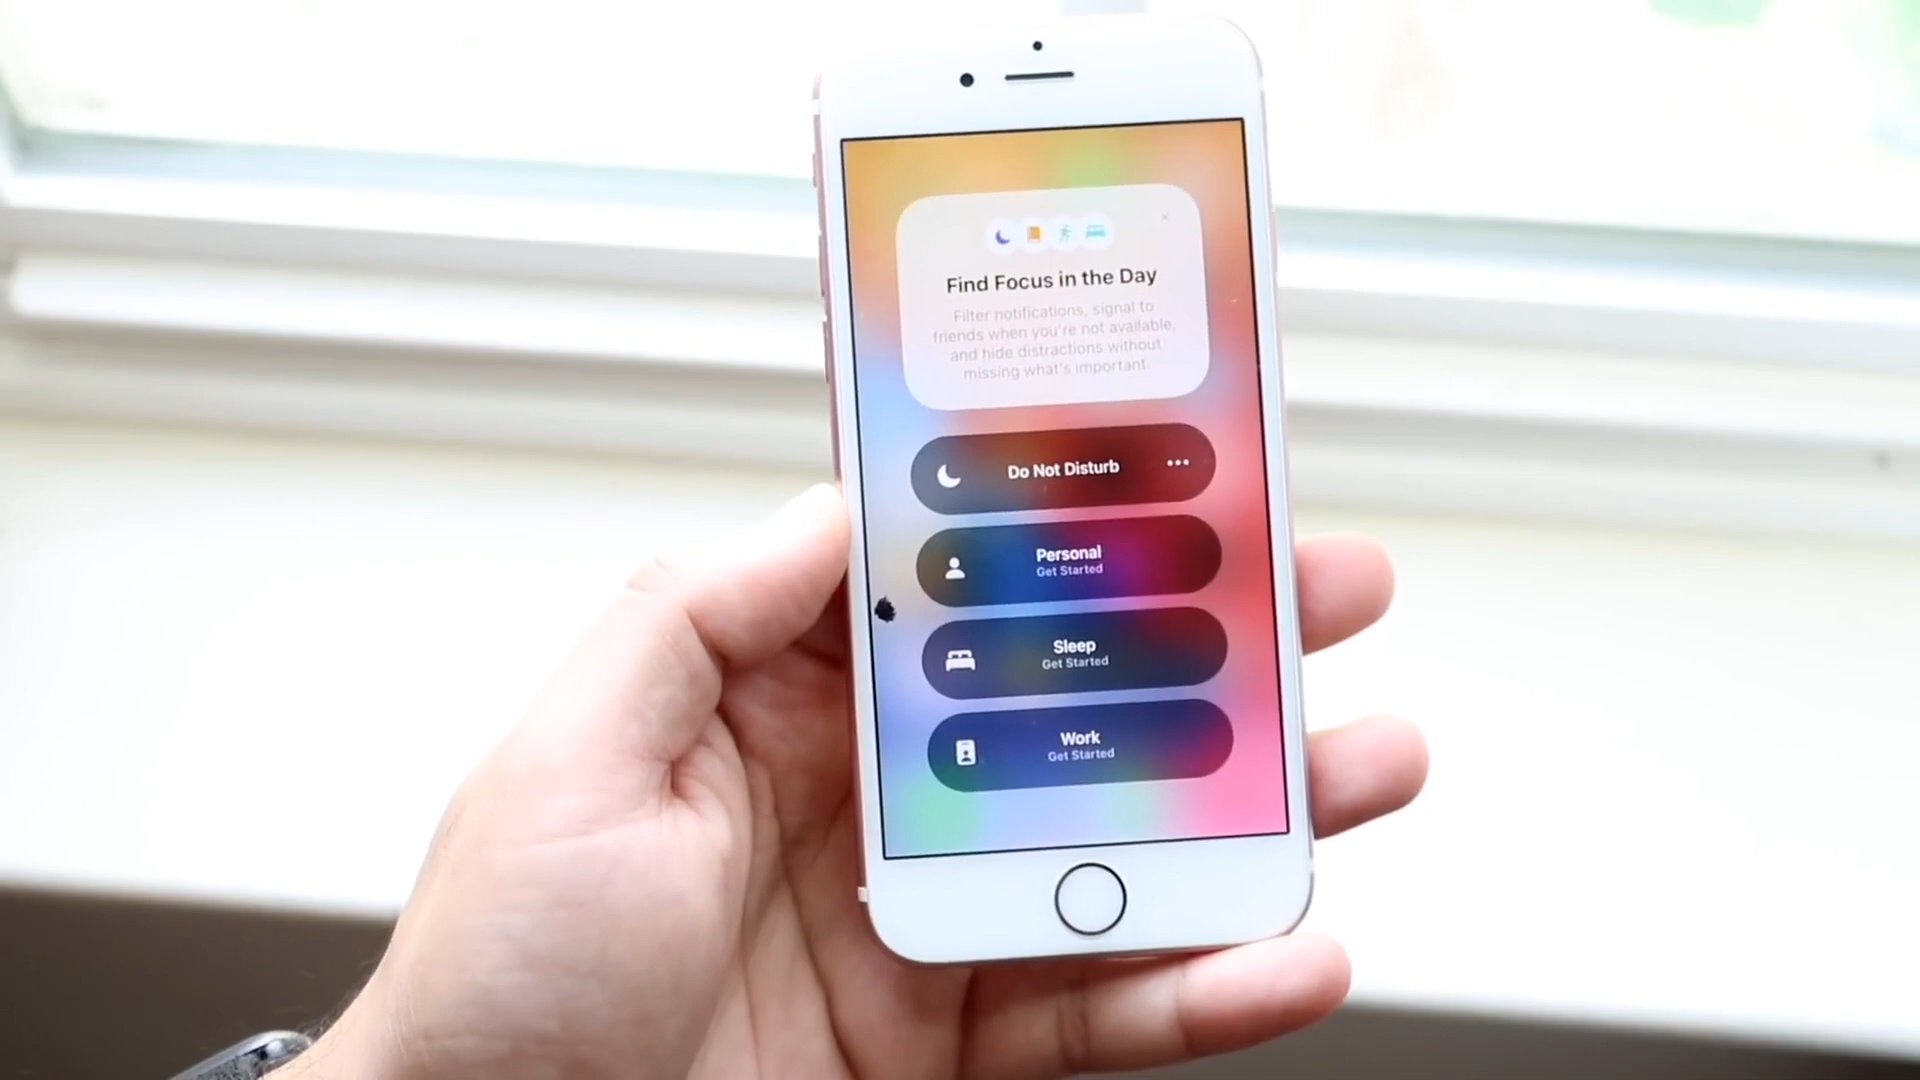 Find Focus in the Day
Filter notifications, signal to
friends when you're not available,
and hide distractions without
missing what's important
Do Not Disturb
Personal
Get Started
Sleep
Get Started
Work
Get Started